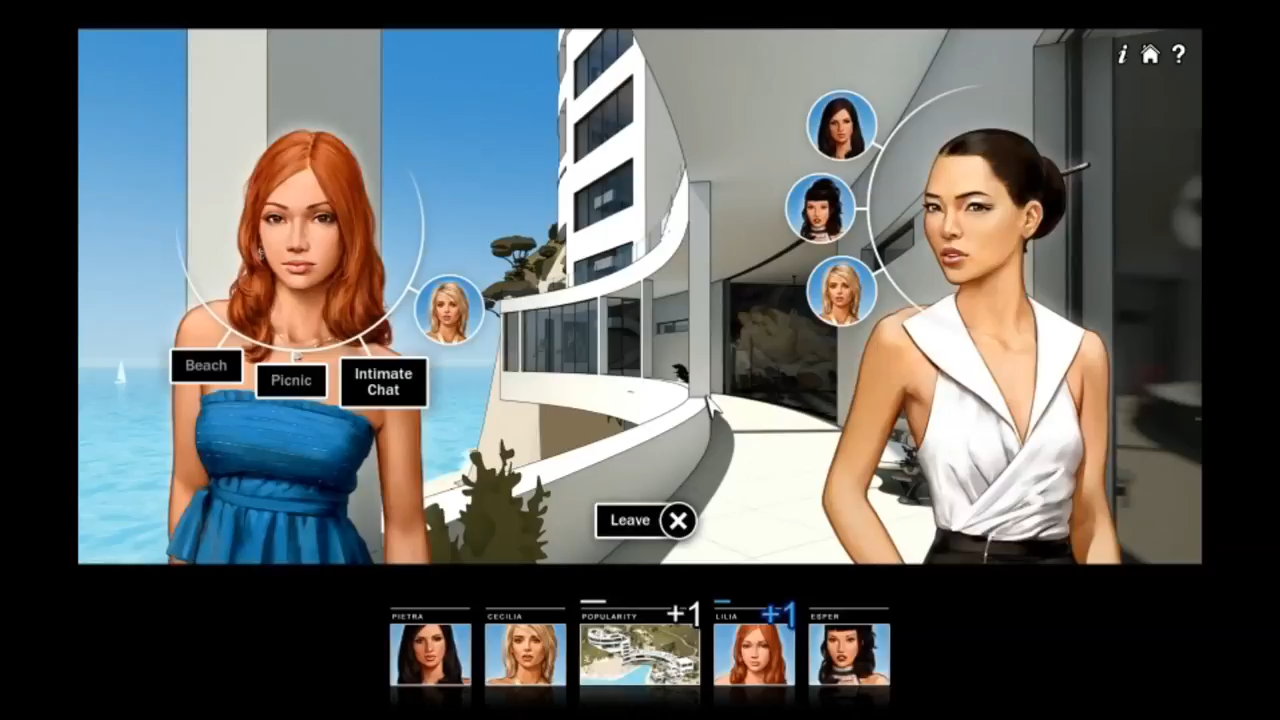 i ?
Beach
Picnic
Intimate
Chat
Leave
PIETRA
CECILIA
POPULARITY +1
LILIA +1
ESPER